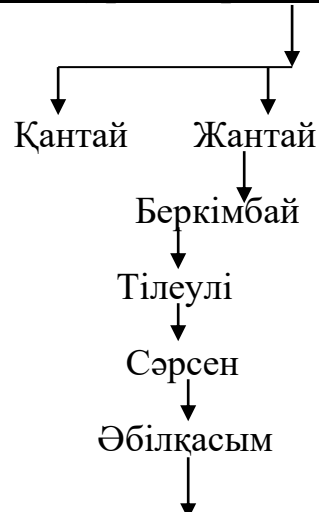 Қантай Жантай
Беркімбай
Тілеулі
Сәрсен
Әбілқасым